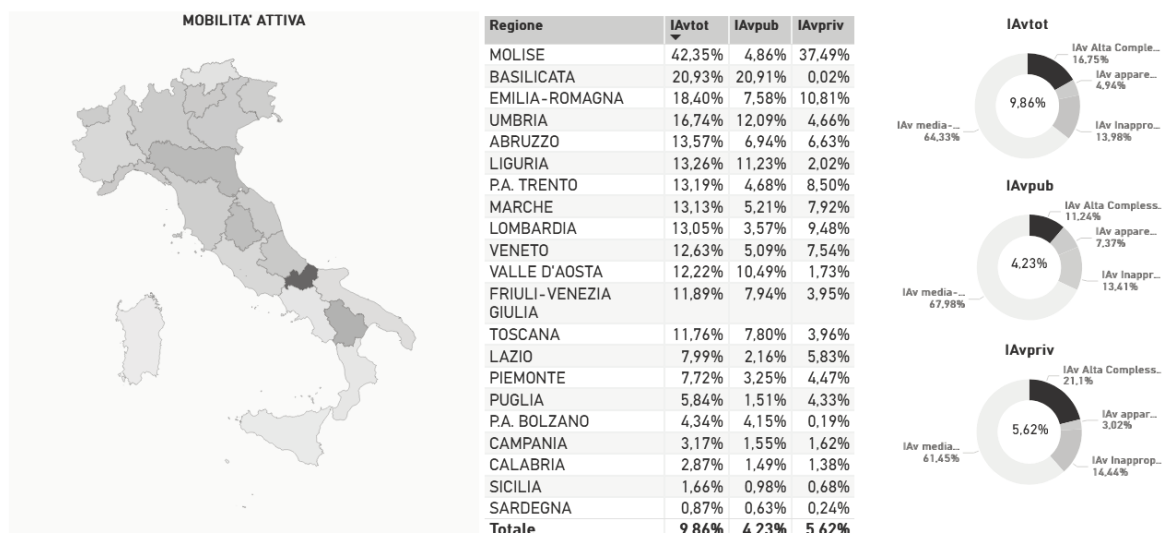 MOBILITA' ATTIVA
Regione IAvtot IAvpub IAvpriv
MOLISE 42,35% 4,86% 37,49%
BASILICATA 20,93% 20,91% 0,02%
EMILIA-ROMAGNA 18,40% 7,58% 10,81%
UMBRIA 16,74% 12,09% 4,66%
ABRUZZO 13,57% 6,94% 6,63%
LIGURIA 13,26% 11,23% 2,02%
P.A. TRENTO 13,19% 4,68% 8,50%
MARCHE 13,13% 5,21% 7,92%
LOMBARDIA 13,05% 3,57% 9,48%
VENETO 12,63% 5,09% 7,54%
VALLE D'AOSTA 12,22% 10,49% 1,73%
FRIULI-VENEZIA 11,89% 7,94% 3,95%
GIULIA
TOSCANA 11,76% 7,80% 3,96%
LAZIO 7,99% 2,16% 5,83%
PIEMONTE 7,72% 3,25% 4,47%
PUGLIA 5,84% 1,51% 4,33%
P.A. BOLZANO 4,34% 4,15% 0,19%
CAMPANIA 3,17% 1,55% 1,62%
CALABRIA 2,87% 1,49% 1,38%
SICILIA 1,66% 0,98% 0,68%
SARDEGNA 0,87% 0,63% 0,24%
Totale 9,86% 4,23% 5,62%
IAvtot
IAv Alta Comple...
16,75%
IAv appare...
4,94%
9,86%
IAv media-...
64,33%
IAv Inappro...
13,98%
IAvpub
IAv Alta Compless...
11,24%
IAv appare...
7,37%
4,23%
IAv Inappr...
13,41%
IAv media-...
67,98%
IAvpriv
IAv Alta Compless...
21,1%
IAv appar...
3,02%
5,62%
IAv media...
61,45%
IAv Inapprop...
14,44%